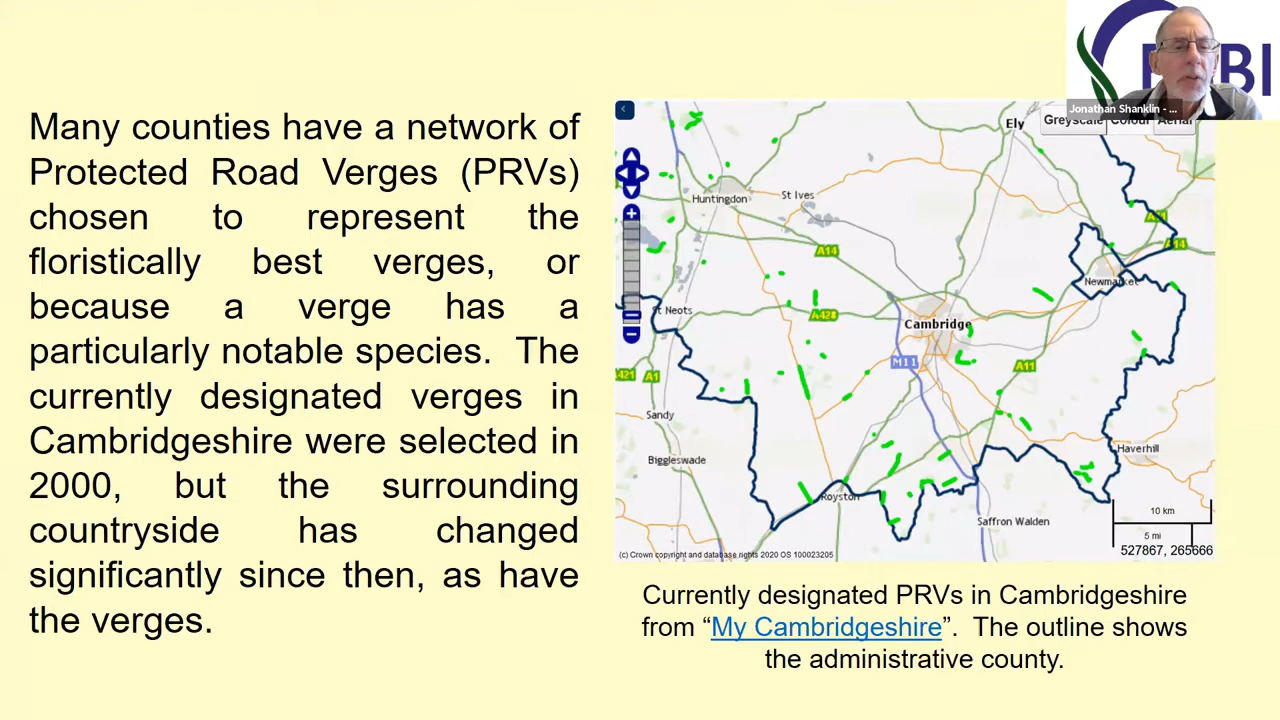 Many counties have a network of
Protected Road Verges (PRVs)
chosen to represent the
floristically best verges, or
because a verge has a
particularly notable species. The
currently designated verges in
Cambridgeshire were selected in
2000, but the surrounding
countryside has changed
significantly since then, as have
the verges.
BI
Jonathan Shanklin - ...
Greyscale Colour Aerial
Ely
Huntingdon
St Ives
A14
A14
Newmarket
St Neots
A428
Cambridge
M11
A11
A421
A1
Sandy
Biggleswade
Haverhill
Royston
Saffron Walden
10 km
5 mi
527867, 265666
(c) Crown copyright and database rights 2020 OS 100023205
Currently designated PRVs in Cambridgeshire
from “My Cambridgeshire”. The outline shows
the administrative county.